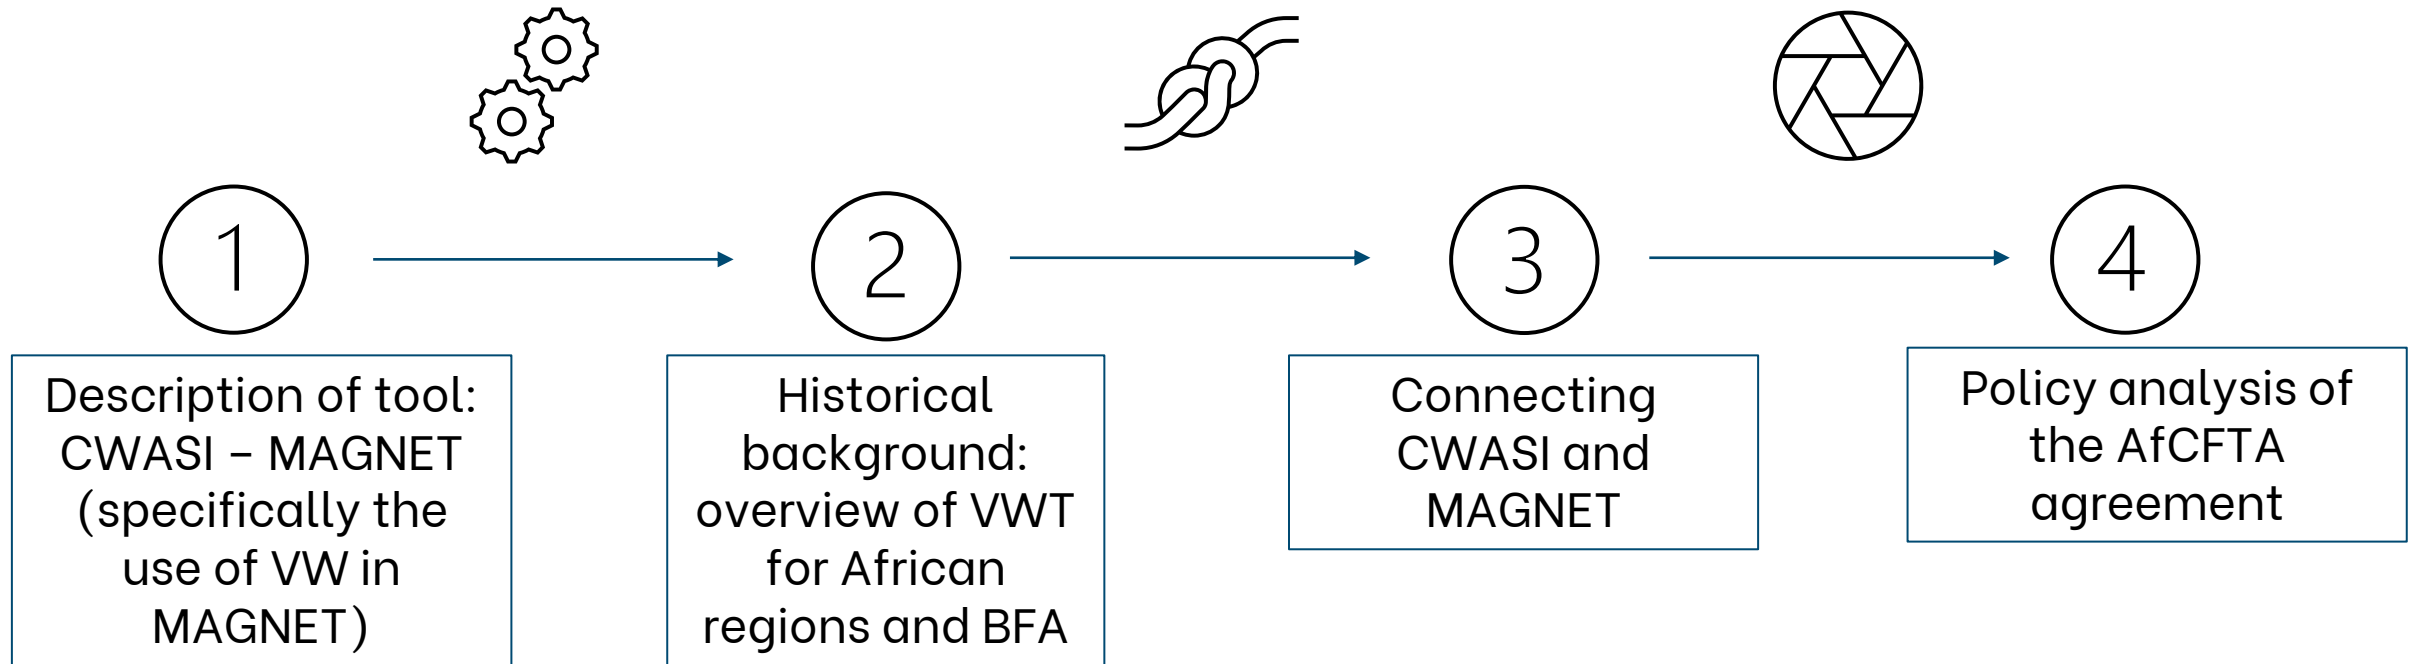 1
2
3
4
Description of tool:
CWASI – MAGNET
(specifically the
use of VW in
MAGNET)
Historical
background:
overview of VWT
for African
regions and BFA
Connecting
CWASI and
MAGNET
Policy analysis of
the AfCFTA
agreement